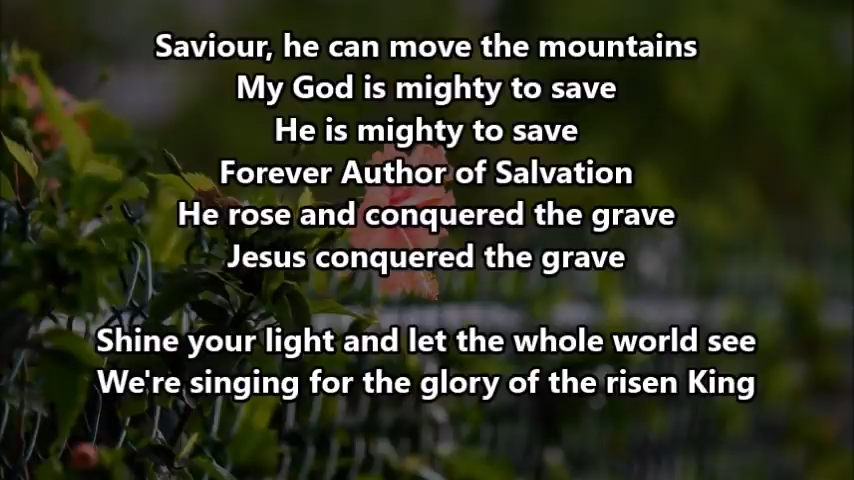 Saviour, he can move the mountains
My God is mighty to save
He is mighty to save
Forever Author of Salvation
He rose and conquered the grave
Jesus conquered the grave
Shine your light and let the whole world see
We're singing for the glory of the risen King